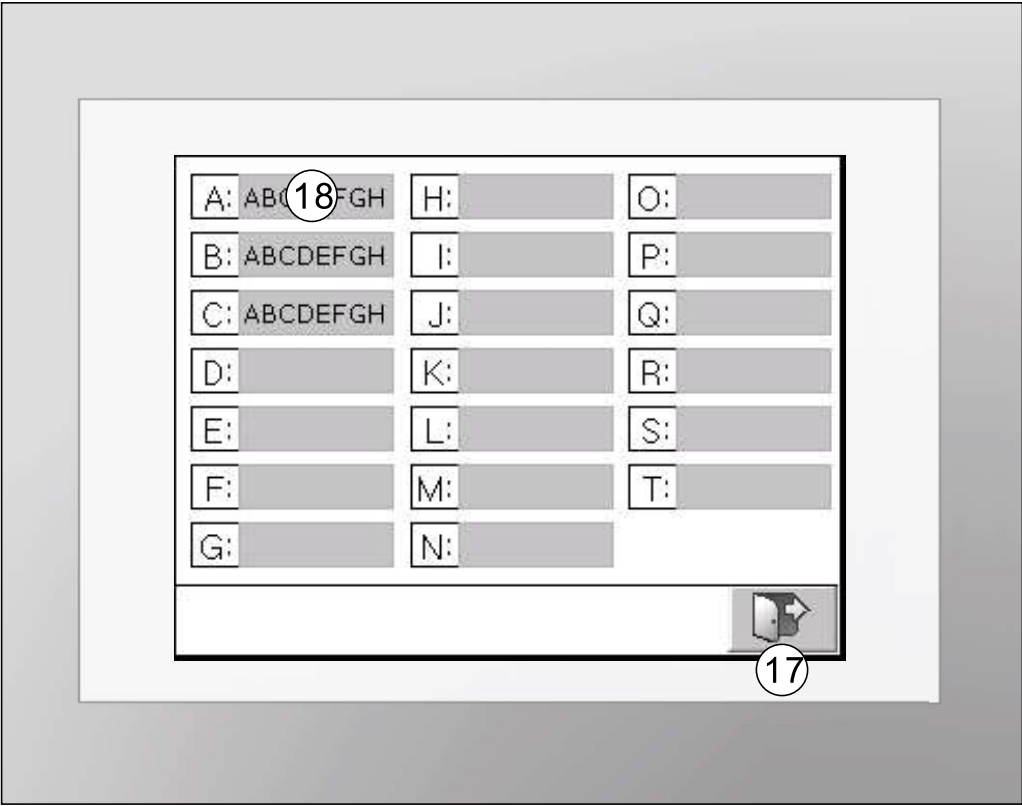 A: ABC 18 FGH H: O:
B: ABCDEFGH I: P:
C: ABCDEFGH J: Q:
D: K: R:
E: L: S:
F: M: T:
G: N:
17